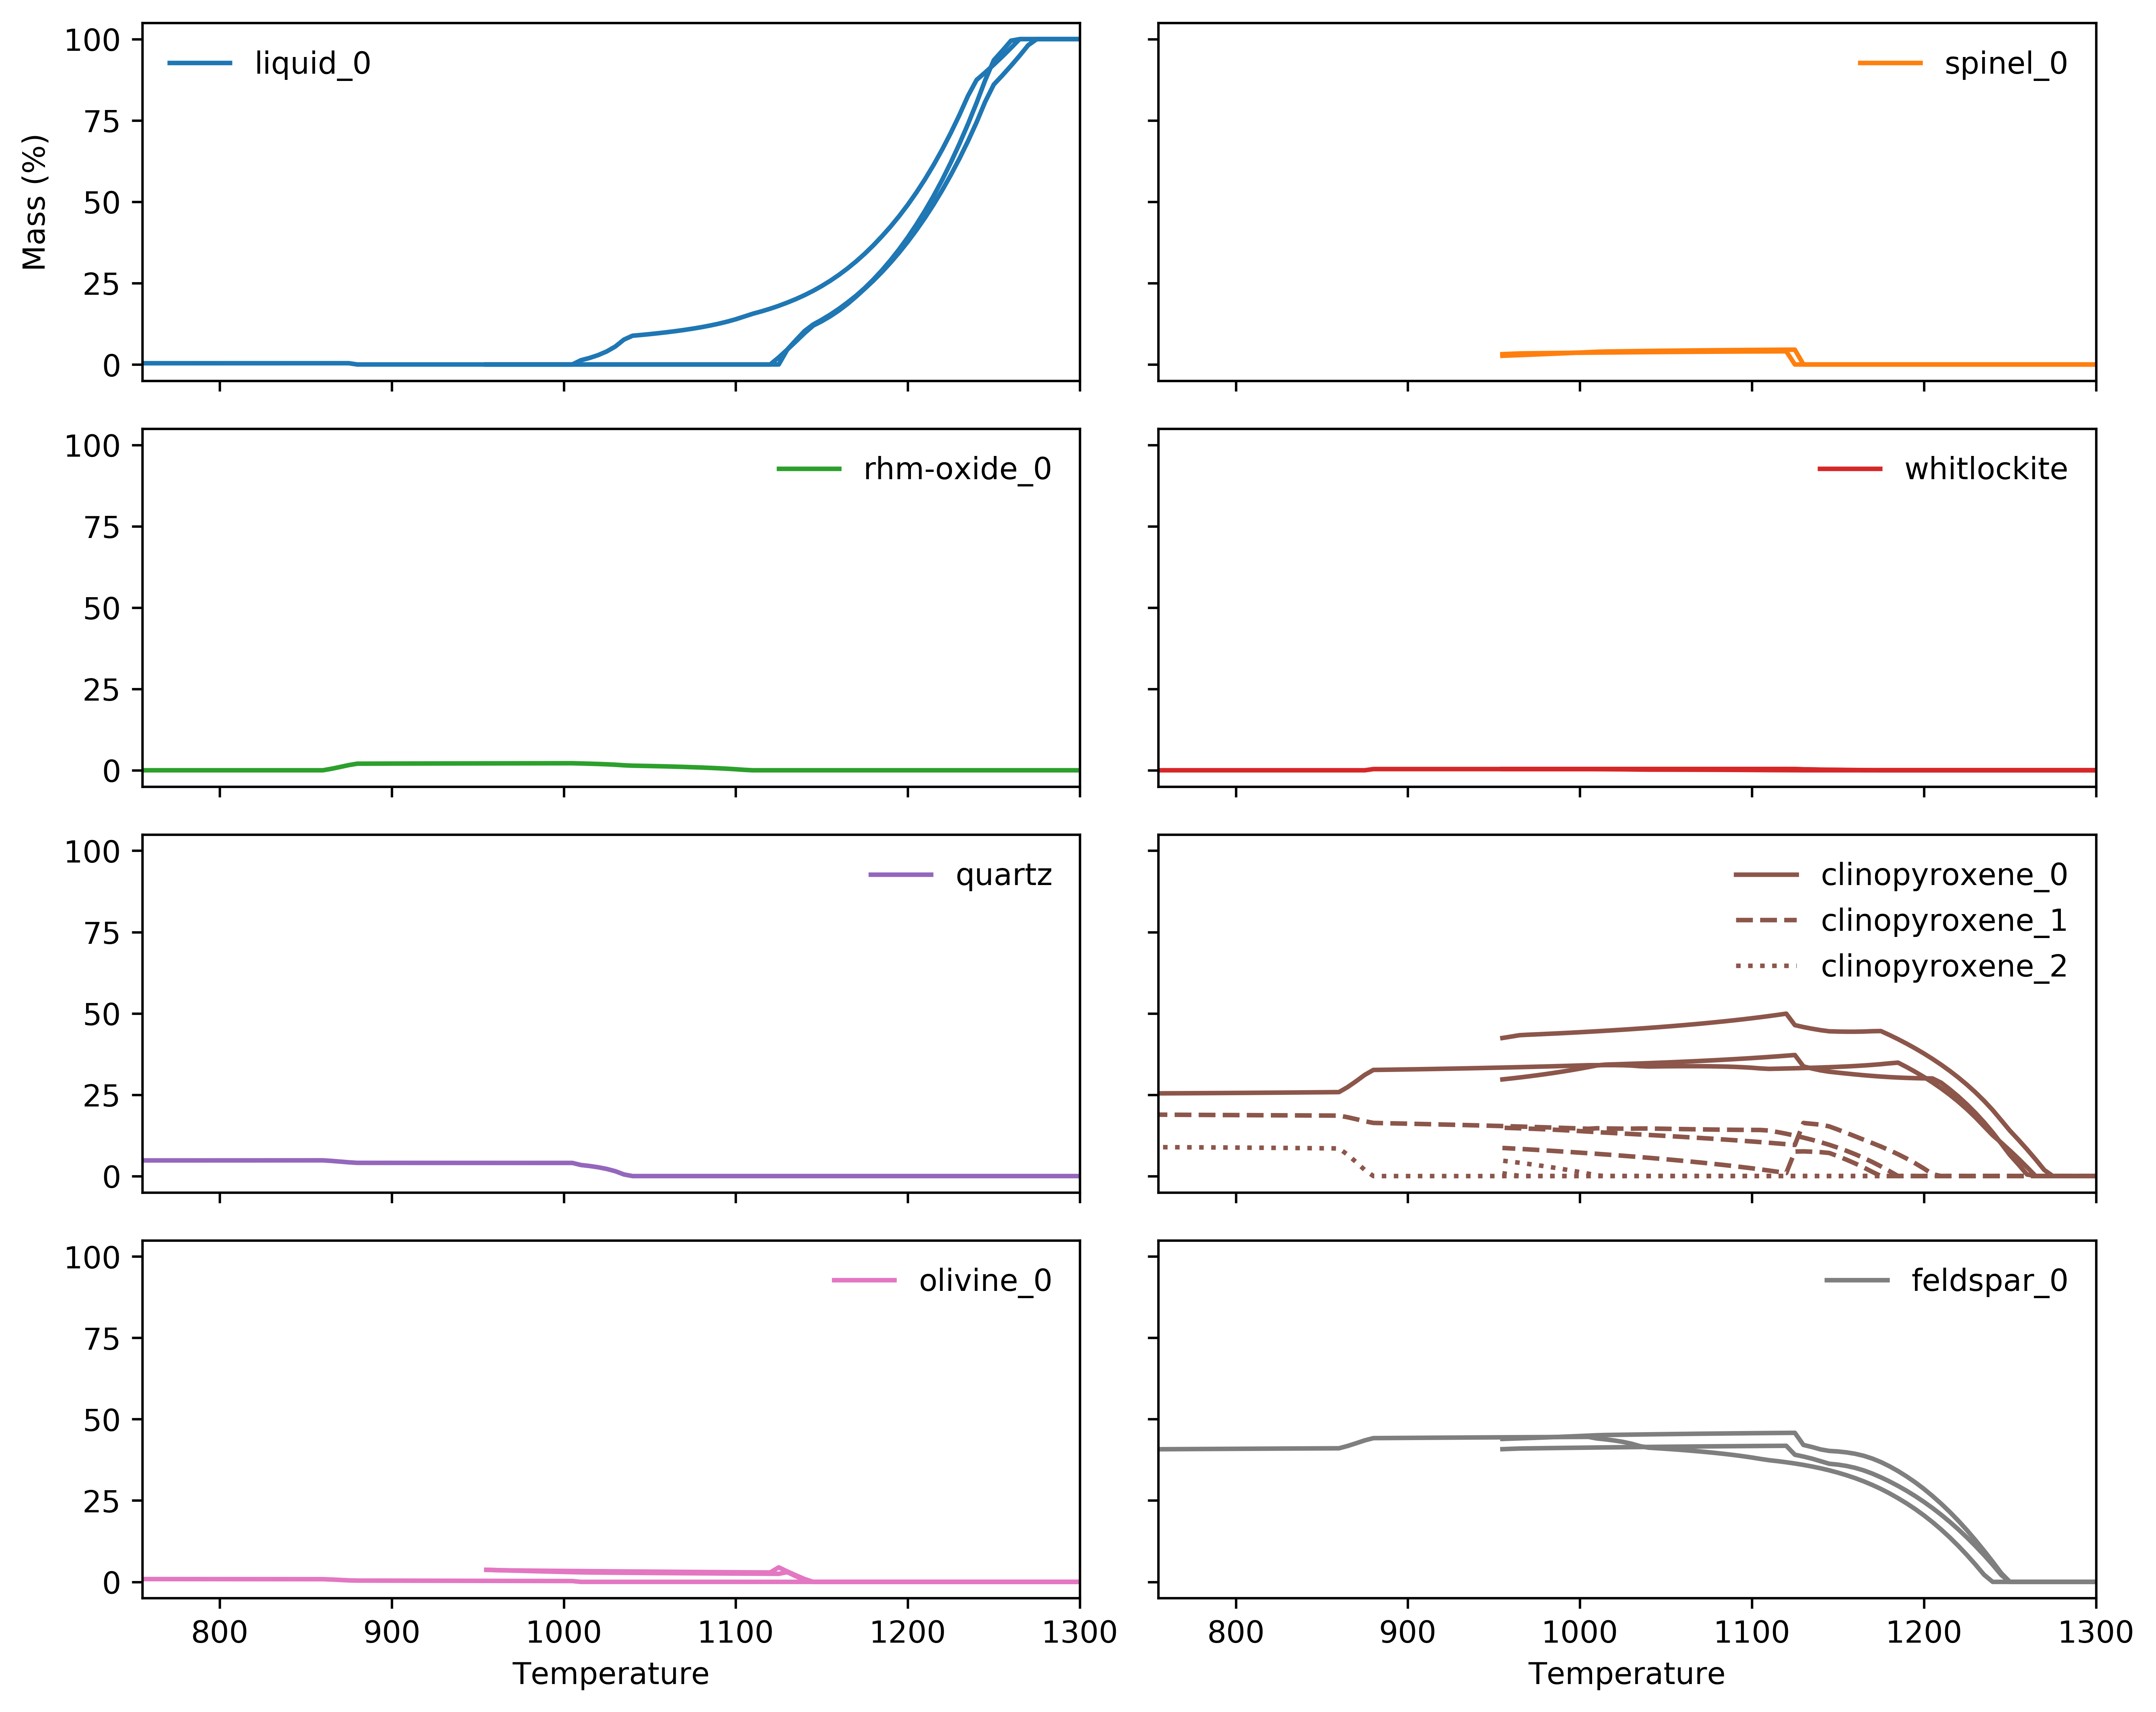 100
75
50
25
0
Mass (%)
liquid_0
spinel_0
100
75
50
25
0
rhm-oxide_0
whitlockite
100
75
50
25
0
quartz
clinopyroxene_0
clinopyroxene_1
clinopyroxene_2
100
75
50
25
0
olivine_0
feldspar_0
800 900 1000 1100 1200 1300
800 900 1000 1100 1200 1300
Temperature
Temperature